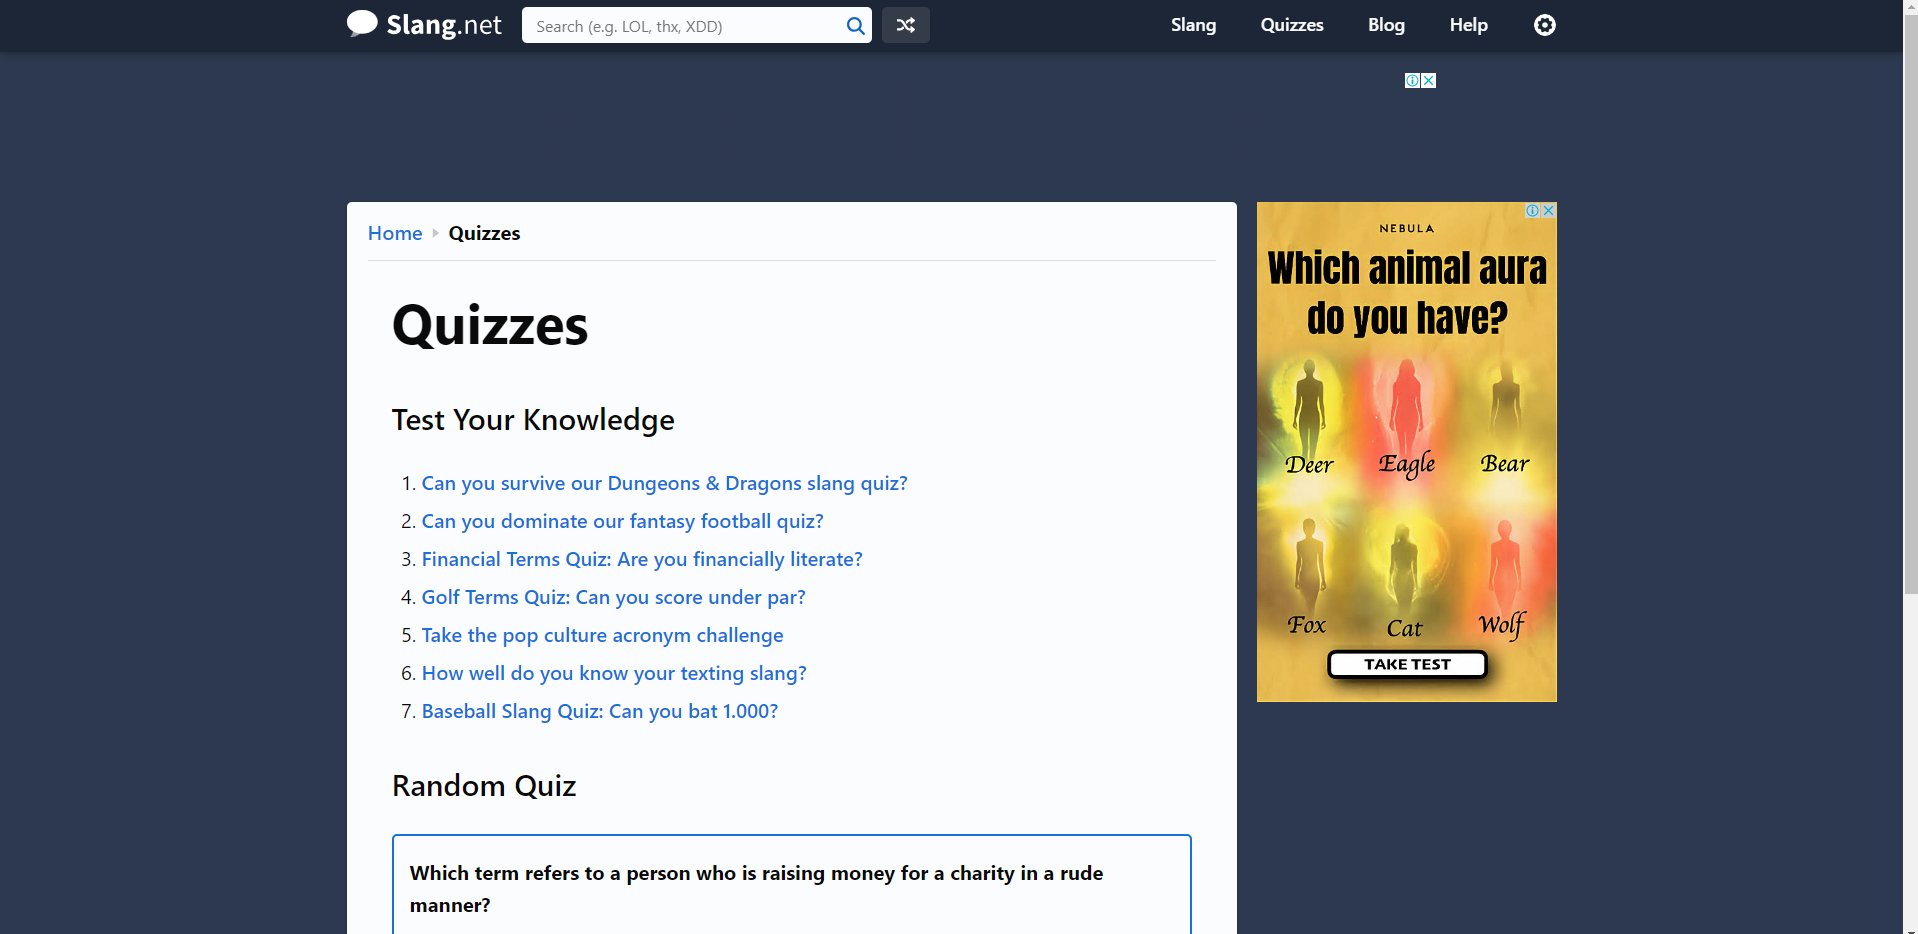 Slang.net
Search (e.g. LOL, thx, XDD)
Slang
Quizzes
Blog
Help
Home
Quizzes
Quizzes
Test Your Knowledge
1. Can you survive our Dungeons & Dragons slang quiz?
2. Can you dominate our fantasy football quiz?
3. Financial Terms Quiz: Are you financially literate?
4. Golf Terms Quiz: Can you score under par?
5. Take the pop culture acronym challenge
6. How well do you know your texting slang?
7. Baseball Slang Quiz: Can you bat 1.000?
Random Quiz
Which term refers to a person who is raising money for a charity in a rude
manner?
NEBULA
Which animal aura
do you have?
Deer
Eagle
Bear
Fox
Cat
Wolf
TAKE TEST